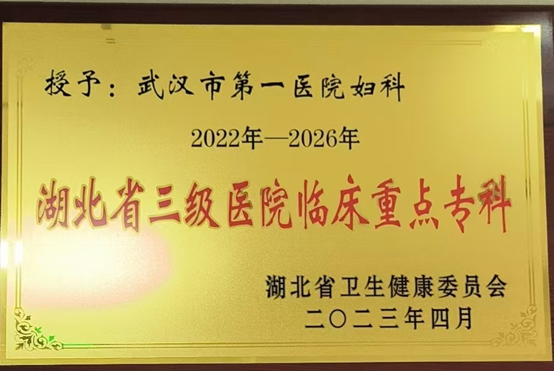 授予：武汉市第一医院妇科
2022年—2026年
湖北省三级医院临床重点专科
湖北省卫生健康委员会
二〇二三年四月